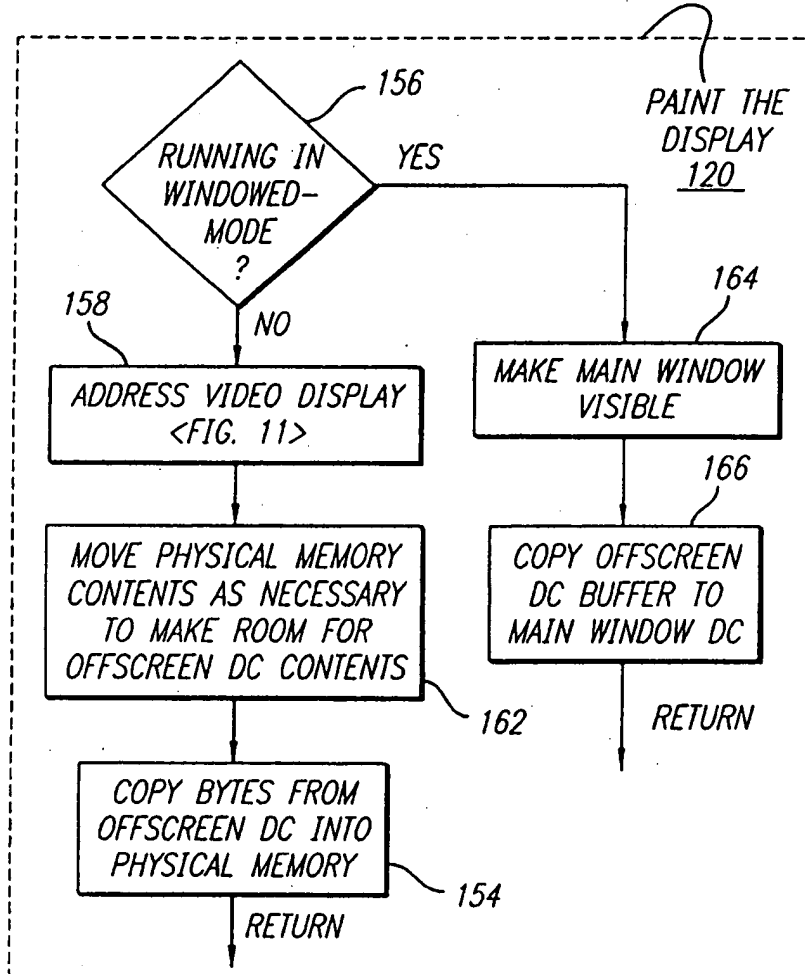 156
PAINT THE
DISPLAY
120
RUNNING IN
WINDOWED-
MODE
?
YES
NO
158
ADDRESS VIDEO DISPLAY
<FIG. 11>
164
MAKE MAIN WINDOW
VISIBLE
MOVE PHYSICAL MEMORY
CONTENTS AS NECESSARY
TO MAKE ROOM FOR
OFFSCREEN DC CONTENTS
162
166
COPY OFFSCREEN
DC BUFFER TO
MAIN WINDOW DC
RETURN
COPY BYTES FROM
OFFSCREEN DC INTO
PHYSICAL MEMORY
154
RETURN